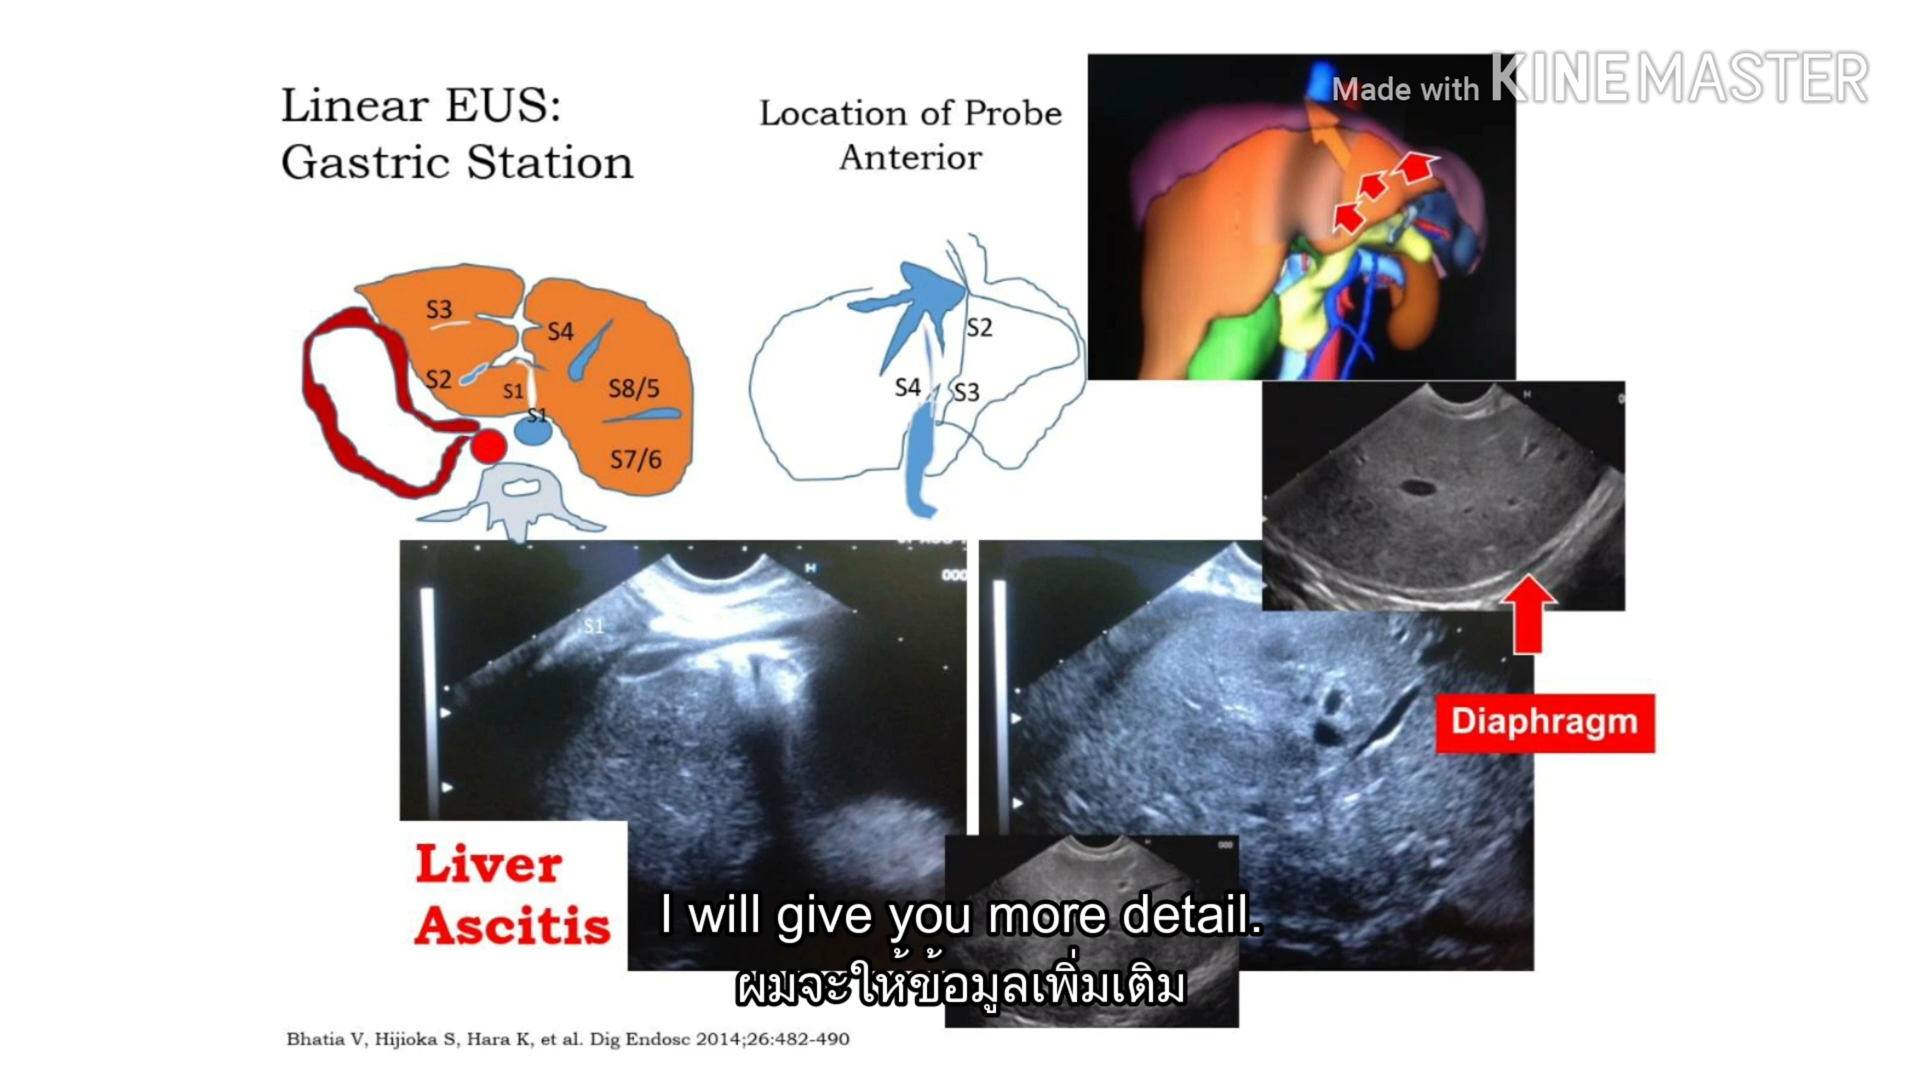 Linear EUS:
Gastric Station
Location of Probe
Anterior
Made with KINEMASTER
S3
S4
S2
S1
S1
S8/5
S7/6
S2
S4
S3
H
0
H
000
S1
Diaphragm
Liver
Ascitis
H
000
I will give you more detail.
ผมจะให้ข้อมูลเพิ่มเติม
Bhatia V, Hijioka S, Hara K, et al. Dig Endosc 2014;26:482-490